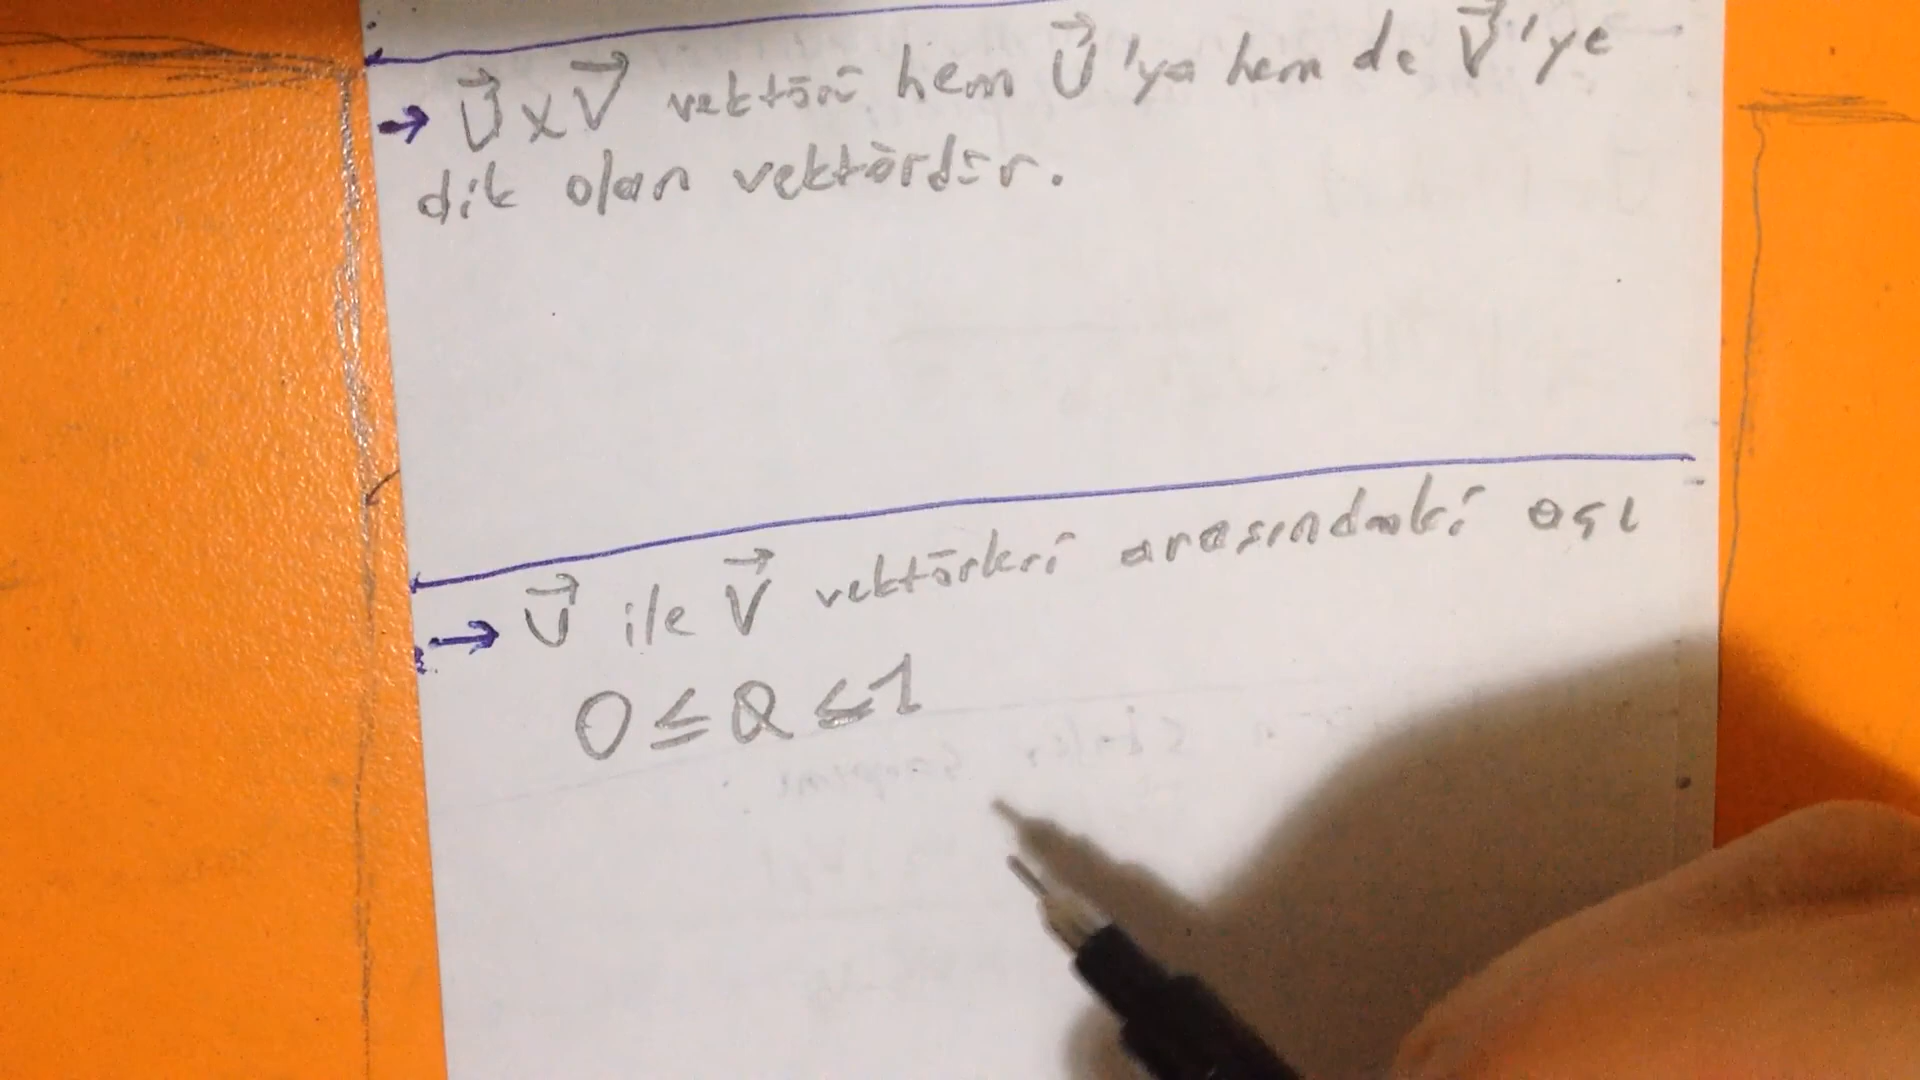 → U⃗ x V⃗ vektörü hem U⃗'ya hem de V⃗'ye
dik olan vektördür.
→ U⃗ ile V⃗ vektörleri arasındaki açı
0 ≤ Q ≤ 1